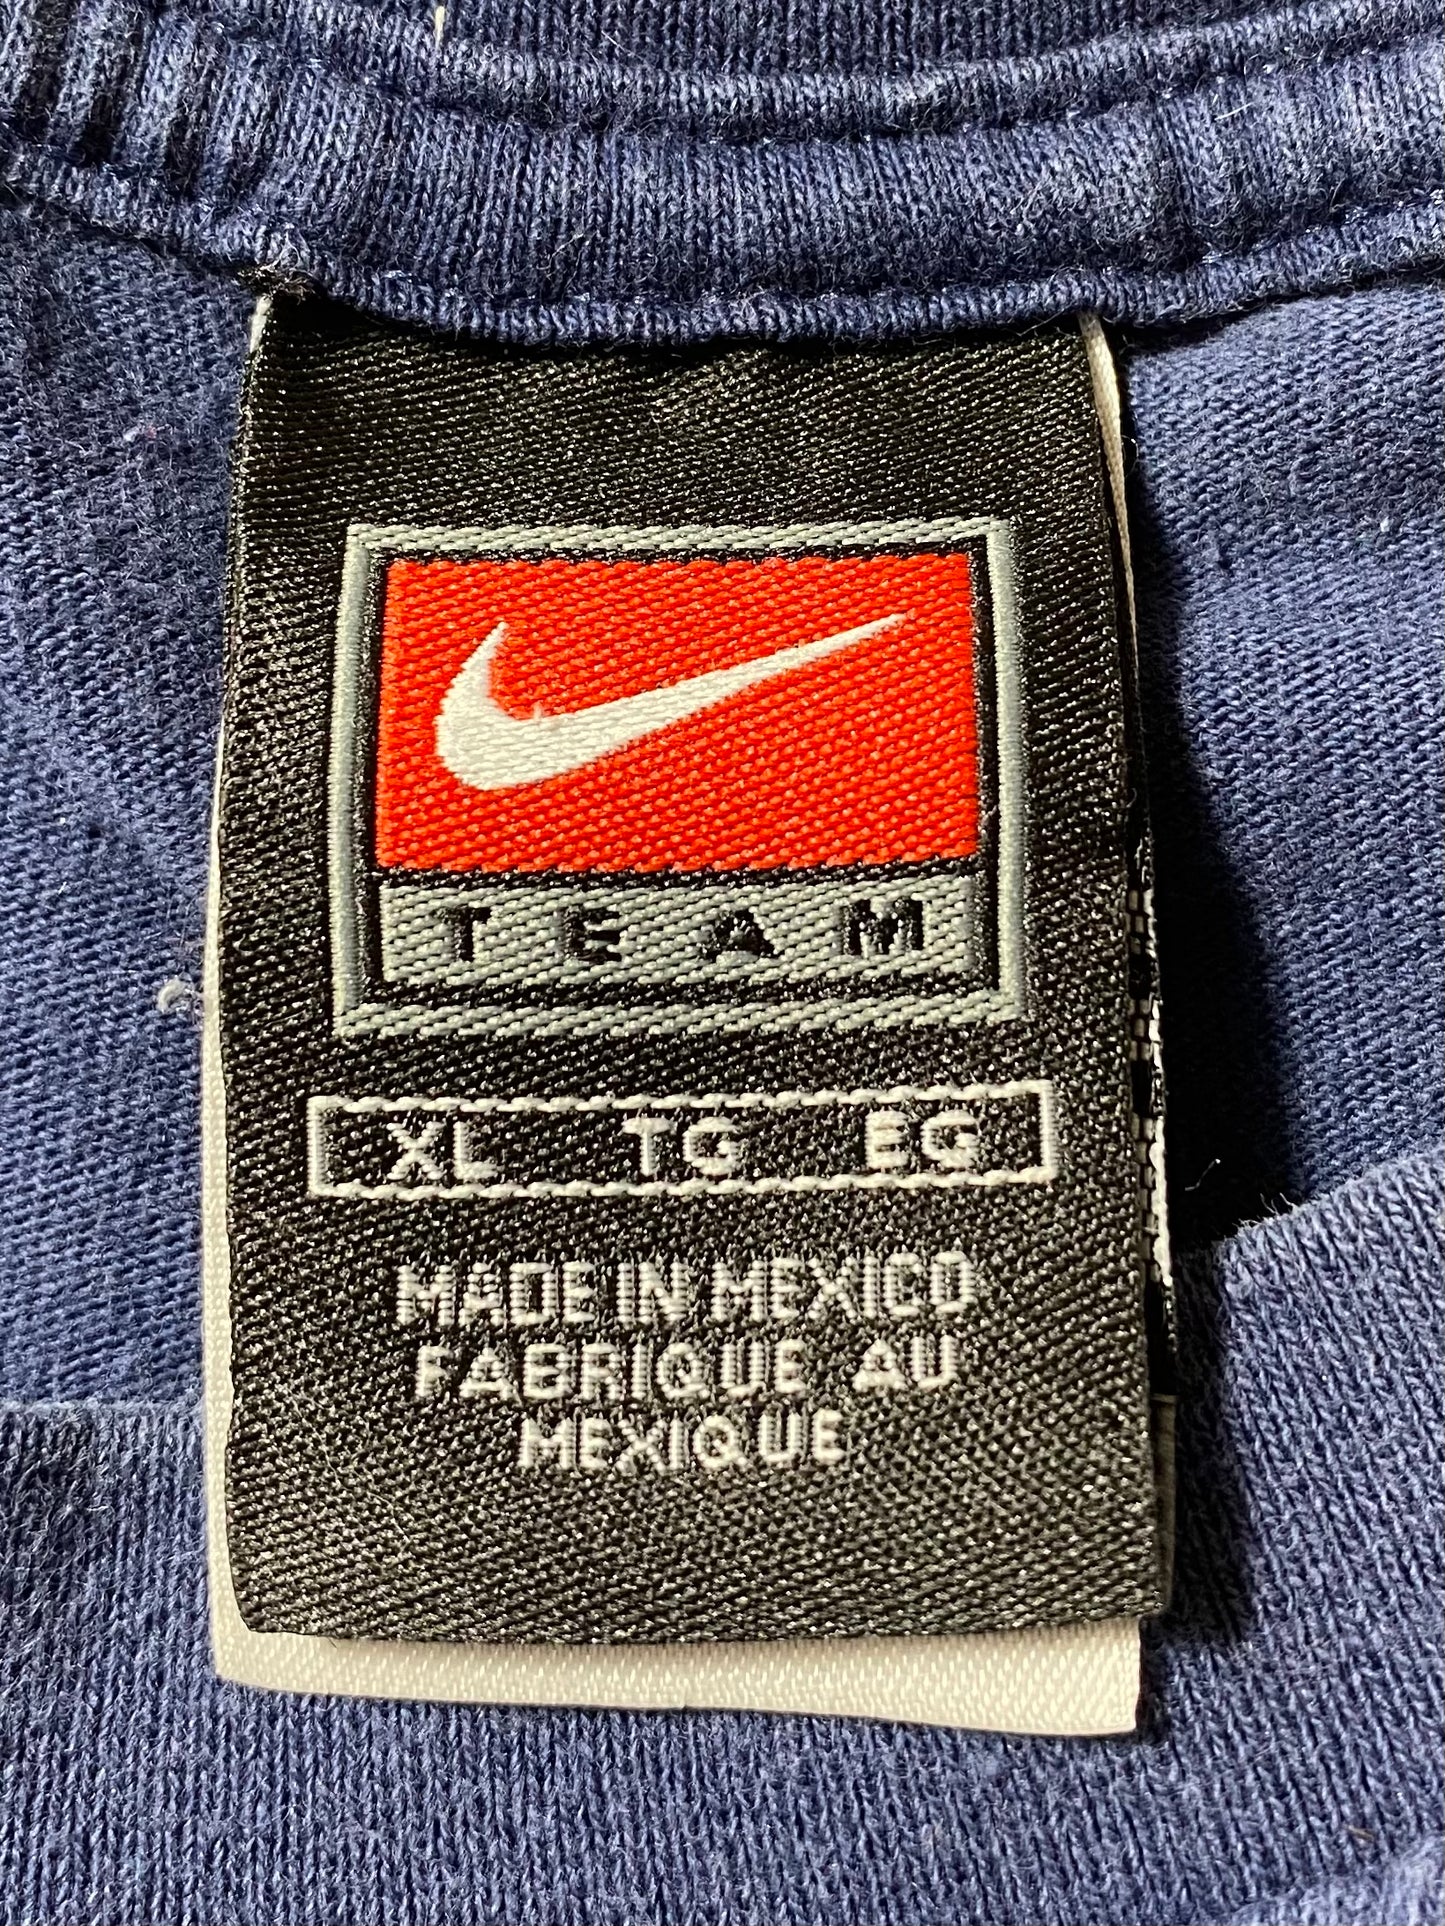 TEAM
XL TG EG
MADE IN MEXICO
FABRIQUE AU
MEXIQUE